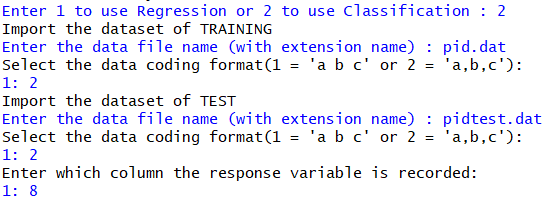 Enter 1 to use Regression or 2 to use Classification : 2
Import the dataset of TRAINING
Enter the data file name (with extension name) : pid.dat
Select the data coding format(1 = 'a b c' or 2 = 'a,b,c'):
1: 2
Import the dataset of TEST
Enter the data file name (with extension name) : pidtest.dat
Select the data coding format(1 = 'a b c' or 2 = 'a,b,c'):
1: 2
Enter which column the response variable is recorded:
1: 8